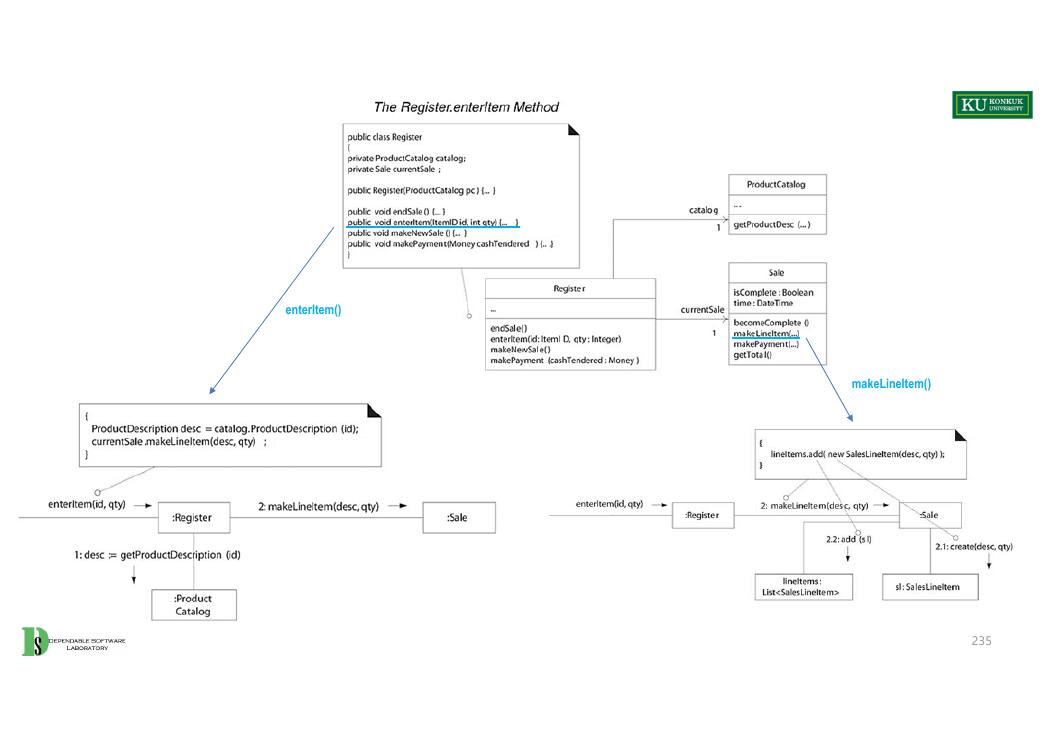 The Register.enterItem Method
KU KONKUK
UNIVERSITY
public class Register
{
private ProductCatalog catalog;
private Sale currentSale ;
public Register(ProductCatalog pc ) {... }
public void endSale() {... }
public void enterItem(ItemID id, int qty) {... }
public void makeNewSale () {... }
public void makePayment(Money cashTendered ) {... }
}
ProductCatalog
...
getProductDesc (...)
catalog
1
Register
...
endSale()
enterItem(id: ItemID, qty : Integer)
makeNewSale()
makePayment (cashTendered : Money )
currentSale
1
Sale
isComplete : Boolean
time : DateTime
becomeComplete ()
makeLineItem(...)
makePayment(...)
getTotal()
enterItem()
makeLineItem()
{
ProductDescription desc = catalog.ProductDescription (id);
currentSale .makeLineItem(desc, qty) ;
}
enterItem(id, qty)
:Register
2: makeLineItem(desc, qty)
:Sale
1: desc := getProductDescription (id)
:Product
Catalog
{
lineItems.add( new SalesLineItem(desc, qty) );
}
enterItem(id, qty)
:Register
2: makeLineItem(desc, qty)
:Sale
2.2: add (sl)
2.1: create(desc, qty)
lineItems :
List<SalesLineItem>
sl: SalesLineItem
DS DEPENDABLE SOFTWARE
LABORATORY
235